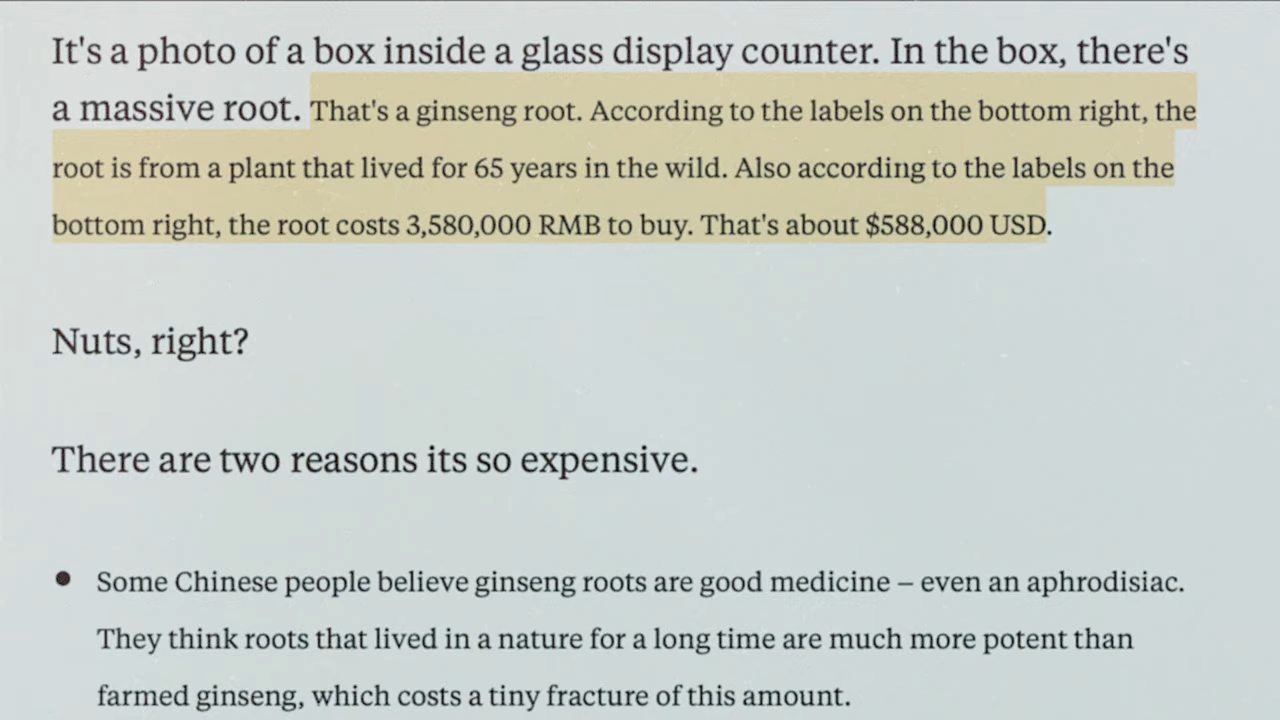 It's a photo of a box inside a glass display counter. In the box, there's
a massive root. That's a ginseng root. According to the labels on the bottom right, the
root is from a plant that lived for 65 years in the wild. Also according to the labels on the
bottom right, the root costs 3,580,000 RMB to buy. That's about $588,000 USD.
Nuts, right?
There are two reasons its so expensive.
• Some Chinese people believe ginseng roots are good medicine – even an aphrodisiac.
They think roots that lived in a nature for a long time are much more potent than
farmed ginseng, which costs a tiny fracture of this amount.